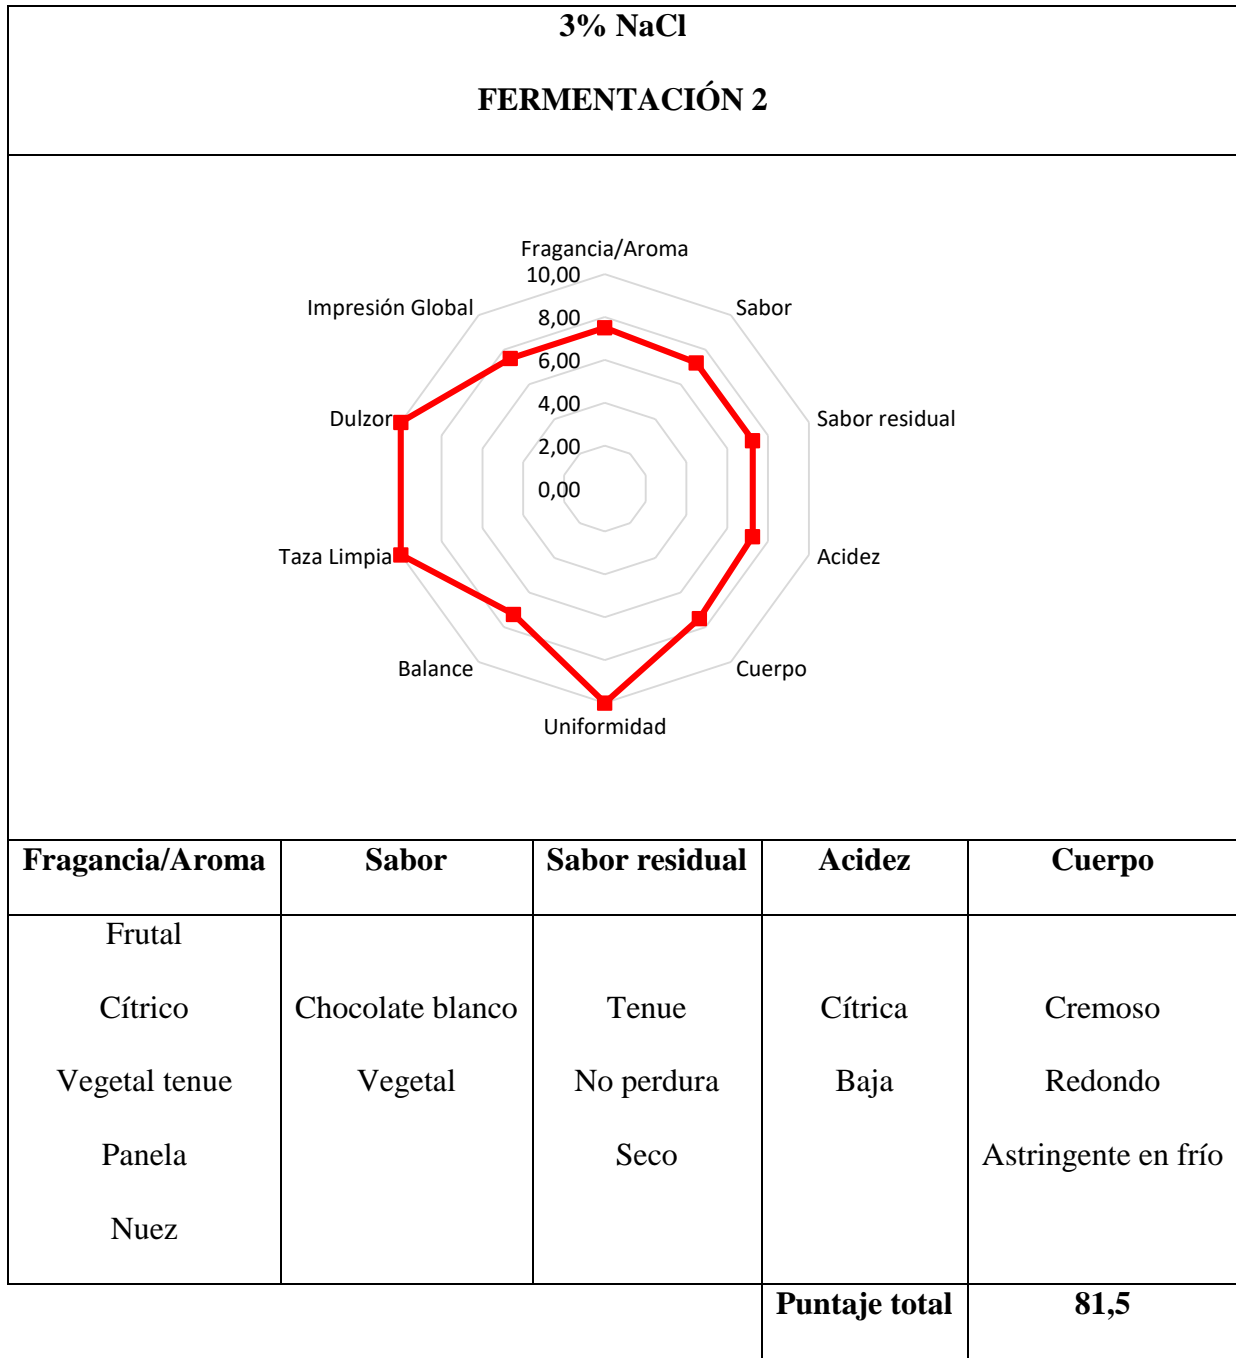 3% NaCl
FERMENTACIÓN 2
Fragancia/Aroma
10,00
Impresión Global
Sabor
8,00
6,00
4,00
Dulzor
Sabor residual
2,00
0,00
Taza Limpia
Acidez
Balance
Cuerpo
Uniformidad
Fragancia/Aroma Sabor Sabor residual Acidez Cuerpo
Frutal
Cítrico Chocolate blanco Tenue Cítrica Cremoso
Vegetal tenue Vegetal No perdura Baja Redondo
Panela Seco Astringente en frío
Nuez
Puntaje total 81,5